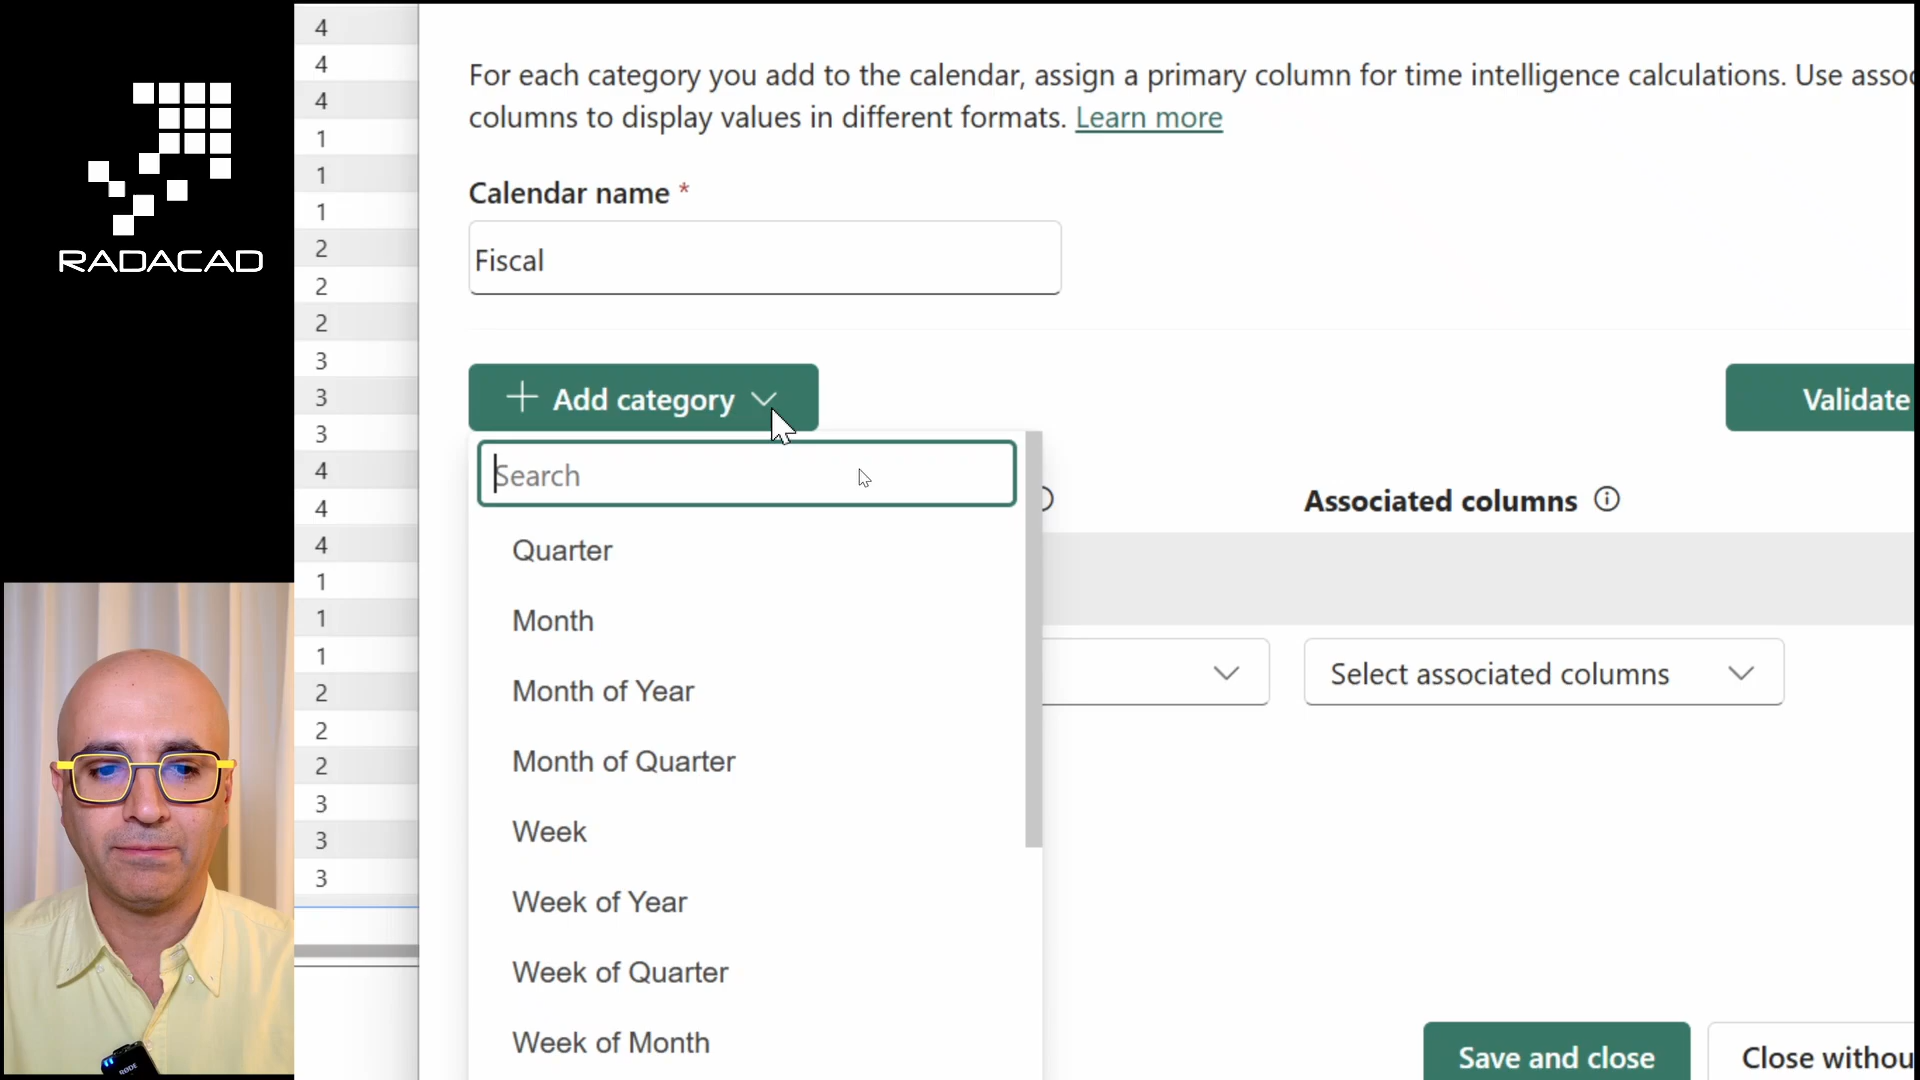 RADACAD
4
4
4
1
1
1
2
2
2
3
3
3
4
4
4
1
1
1
2
2
2
3
3
3
For each category you add to the calendar, assign a primary column for time intelligence calculations. Use asso
columns to display values in different formats. Learn more
Calendar name *
Fiscal
Add category
Validate
Search
Associated columns
Quarter
Month
Select associated columns
Month of Year
Month of Quarter
Week
Week of Year
Week of Quarter
Week of Month
Save and close
Close withou
RØDE